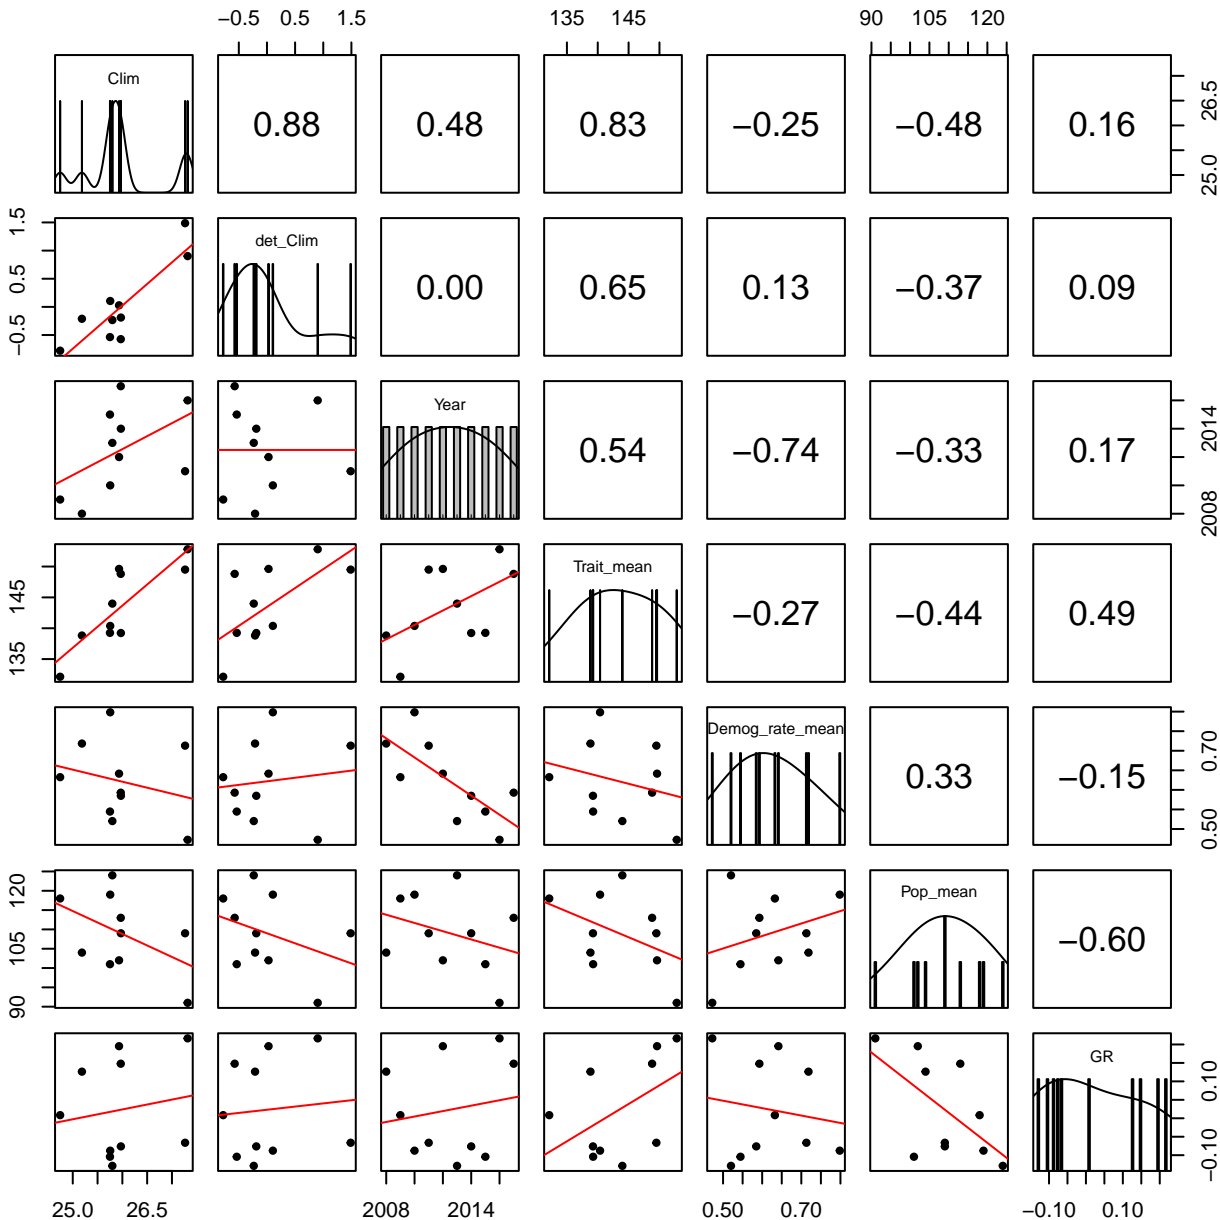 −0.5 0.5 1.5 135 145 90 105 120
Clim 0.88 0.48 0.83 −0.25 −0.48 0.16 25.0 26.5
−0.5 0.5 1.5 det_Clim 0.00 0.65 0.13 −0.37 0.09
Year 0.54 −0.74 −0.33 0.17 2008 2014
135 145 Trait_mean −0.27 −0.44 0.49
Demog_rate_mean 0.33 −0.15 0.50 0.70
90 105 120 Pop_mean −0.60
GR −0.10 0.10
25.0 26.5 2008 2014 0.50 0.70 −0.10 0.10